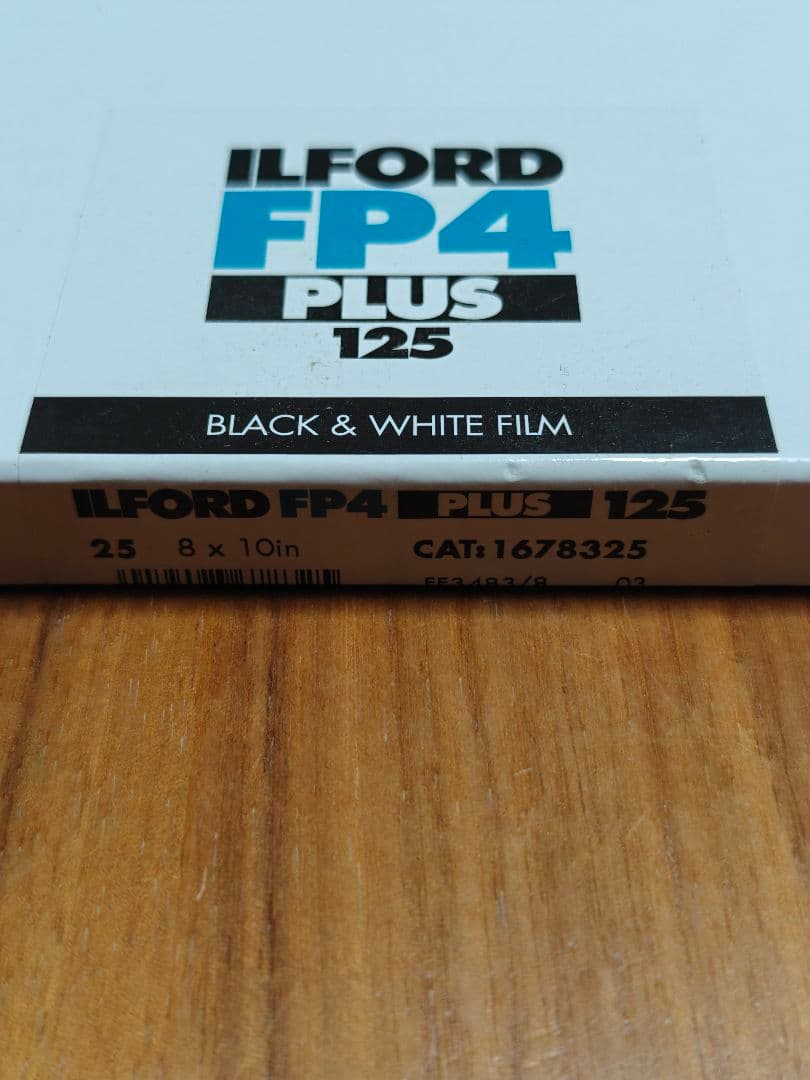 ILFORD
FP4
PLUS
125
BLACK & WHITE FILM
ILFORD FP4 PLUS 125
25 8 x 10in CAT: 1678325